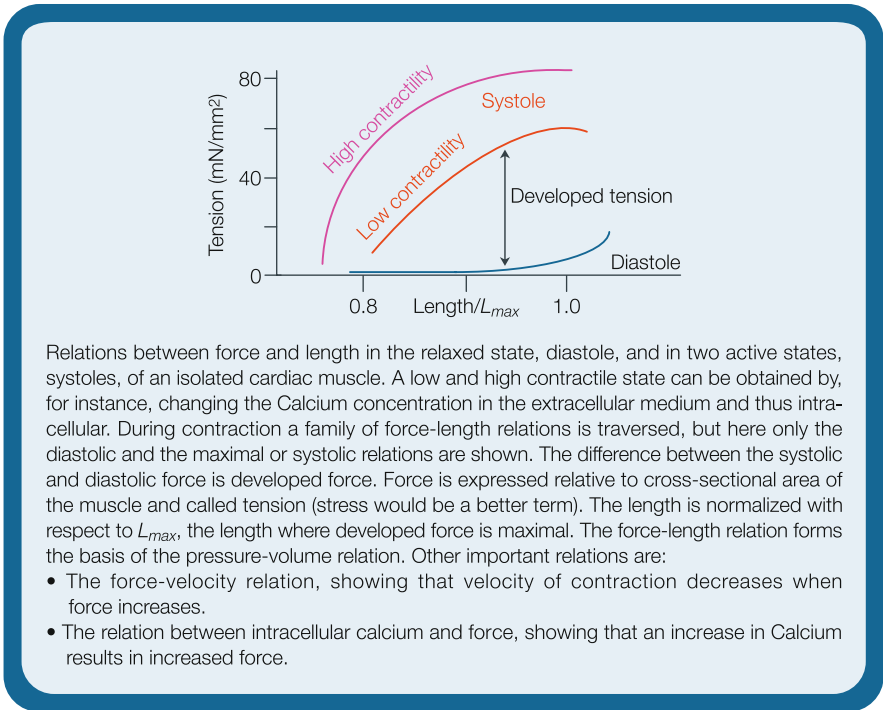 80
40
0
Tension (mN/mm²)
High contractility
Low contractility
Systole
Developed tension
Diastole
0.8
Length/Lmax
1.0
Relations between force and length in the relaxed state, diastole, and in two active states,
systoles, of an isolated cardiac muscle. A low and high contractile state can be obtained by,
for instance, changing the Calcium concentration in the extracellular medium and thus intra-
cellular. During contraction a family of force-length relations is traversed, but here only the
diastolic and the maximal or systolic relations are shown. The difference between the systolic
and diastolic force is developed force. Force is expressed relative to cross-sectional area of
the muscle and called tension (stress would be a better term). The length is normalized with
respect to Lmax, the length where developed force is maximal. The force-length relation forms
the basis of the pressure-volume relation. Other important relations are:
• The force-velocity relation, showing that velocity of contraction decreases when
force increases.
• The relation between intracellular calcium and force, showing that an increase in Calcium
results in increased force.